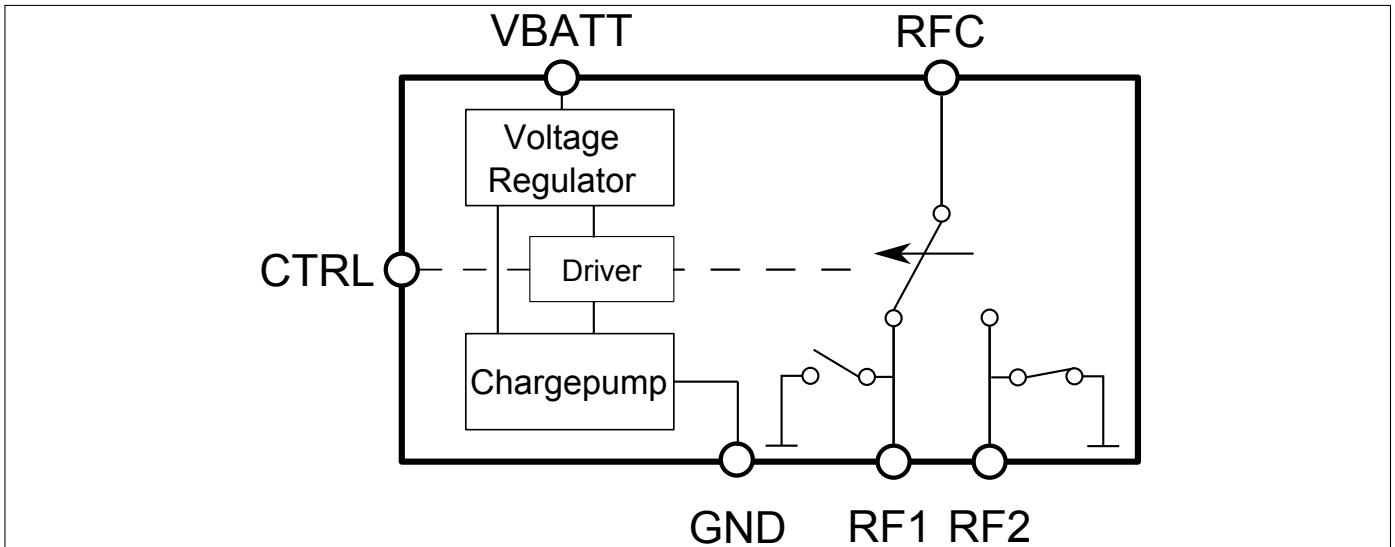 VBATT
RFC
Voltage
Regulator
CTRL
Driver
Chargepump
GND
RF1
RF2